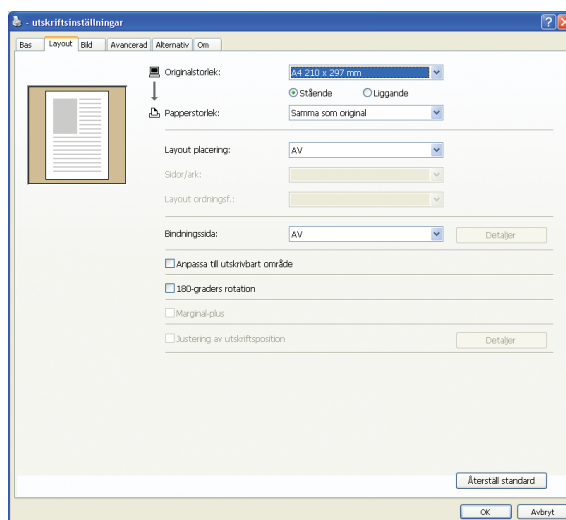 - utskriftsinställningar
Bas Layout Bild Avancerad Alternativ Om
Originalstorlek: A4 210 x 297 mm
Stående Liggande
Papperstorlek: Samma som original
Layout placering: AV
Sidor/ark:
Layout ordningsf.:
Bindningssida: AV Detaljer
Anpassa till utskrivbart område
180-graders rotation
Marginal-plus
Justering av utskriftsposition Detaljer
Återställ standard
OK Avbryt